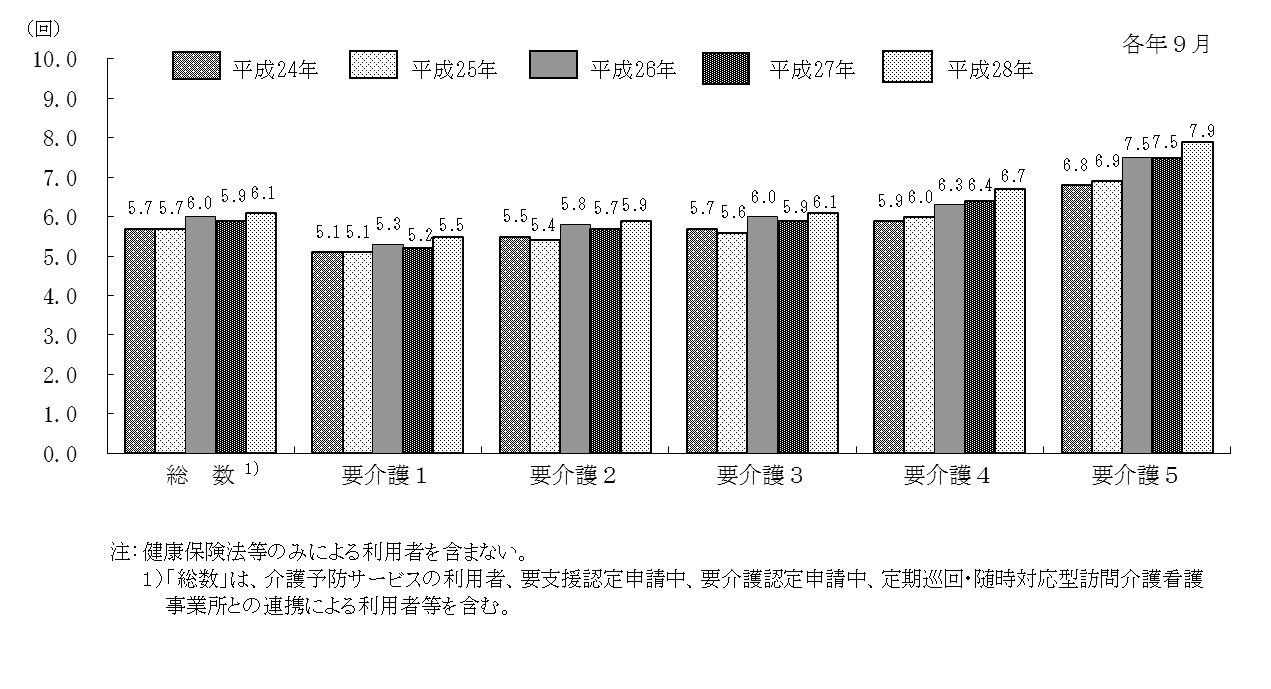 （回）
各年９月
平成24年 平成25年 平成26年 平成27年 平成28年
10.0
9.0
8.0
7.0
6.0
5.0
4.0
3.0
2.0
1.0
0.0
5.7 5.7 6.0 5.9 6.1
5.1 5.1 5.3 5.2 5.5
5.5 5.4 5.8 5.7 5.9
5.7 5.6 6.0 5.9 6.1
5.9 6.0 6.3 6.4 6.7
6.8 6.9 7.5 7.5 7.9
総　数 1) 要介護１ 要介護２ 要介護３ 要介護４ 要介護５
注：健康保険法等のみによる利用者を含まない。
1)「総数」は、介護予防サービスの利用者、要支援認定申請中、要介護認定申請中、定期巡回・随時対応型訪問介護看護
事業所との連携による利用者等を含む。